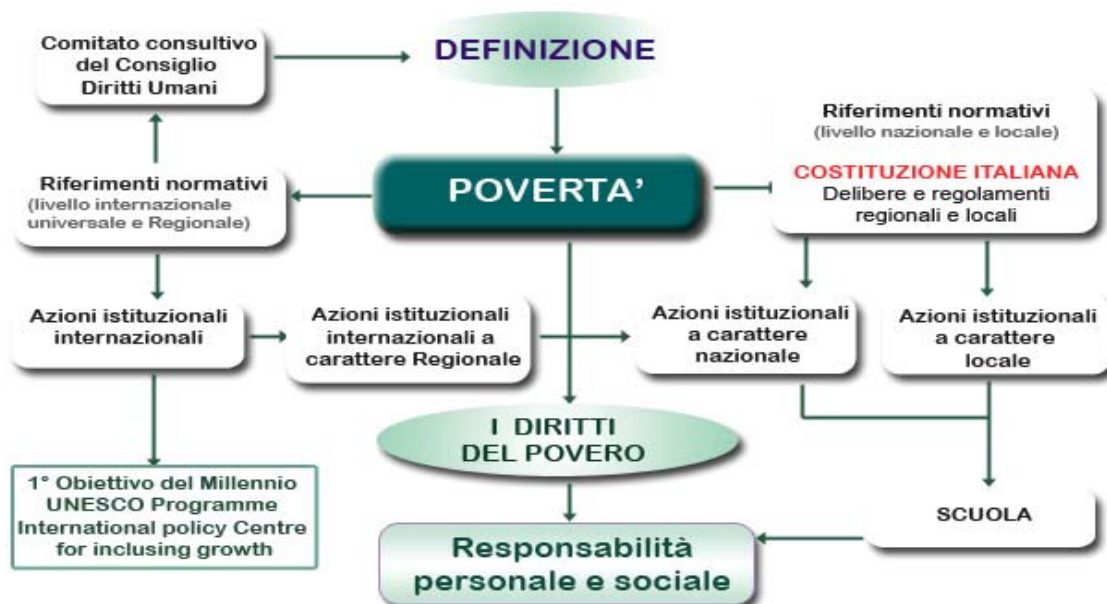 Comitato consultivo
del Consiglio
Diritti Umani
DEFINIZIONE
Riferimenti normativi
(livello nazionale e locale)
COSTITUZIONE ITALIANA
Delibere e regolamenti
regionali e locali
Riferimenti normativi
(livello internazionale
universale e Regionale)
POVERTA’
Azioni istituzionali
internazionali
Azioni istituzionali
internazionali a
carattere Regionale
Azioni istituzionali
a carattere
nazionale
Azioni istituzionali
a carattere
locale
I DIRITTI
DEL POVERO
1° Obiettivo del Millennio
UNESCO Programme
International policy Centre
for inclusing growth
SCUOLA
Responsabilità
personale e sociale